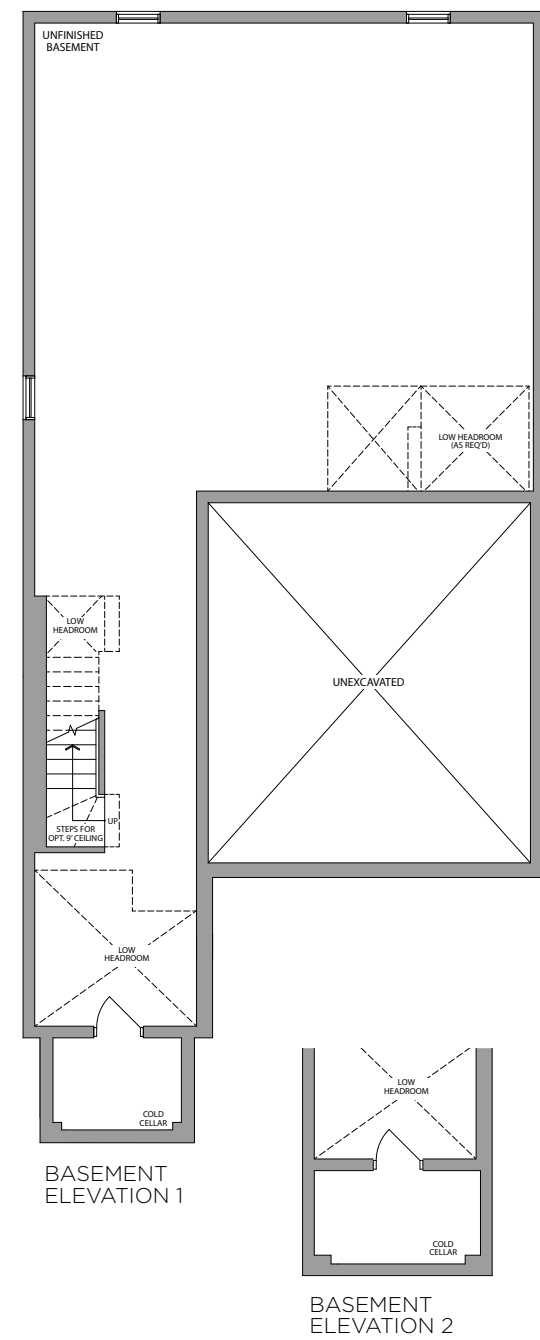 UNFINISHED
BASEMENT
LOW HEADROOM
(AS REQ'D)
LOW
HEADROOM
UNEXCAVATED
UP
STEPS FOR
OPT. 9' CEILING
LOW
HEADROOM
COLD
CELLAR
BASEMENT
ELEVATION 1
LOW
HEADROOM
COLD
CELLAR
BASEMENT
ELEVATION 2